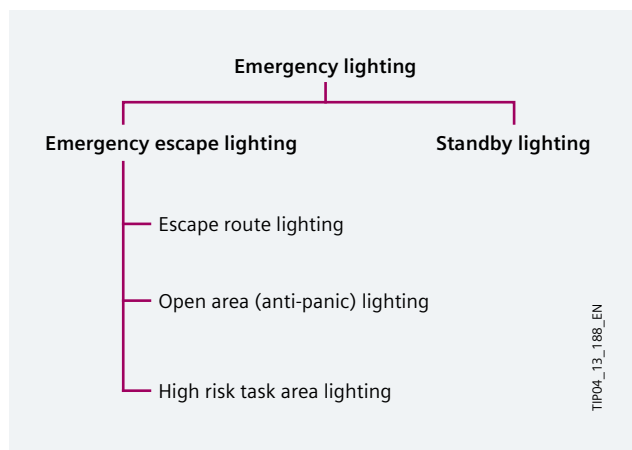 Emergency lighting
Emergency escape lighting
Standby lighting
Escape route lighting
Open area (anti-panic) lighting
High risk task area lighting
TIP04_13_188_EN